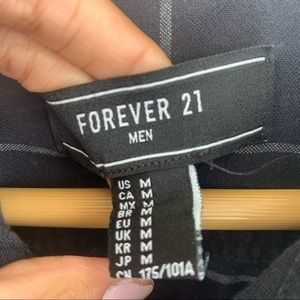 FOREVER 21
MEN
US M
CA M
MX M
BR M
EU M
UK M
KR M
JP M
CN 175/101A